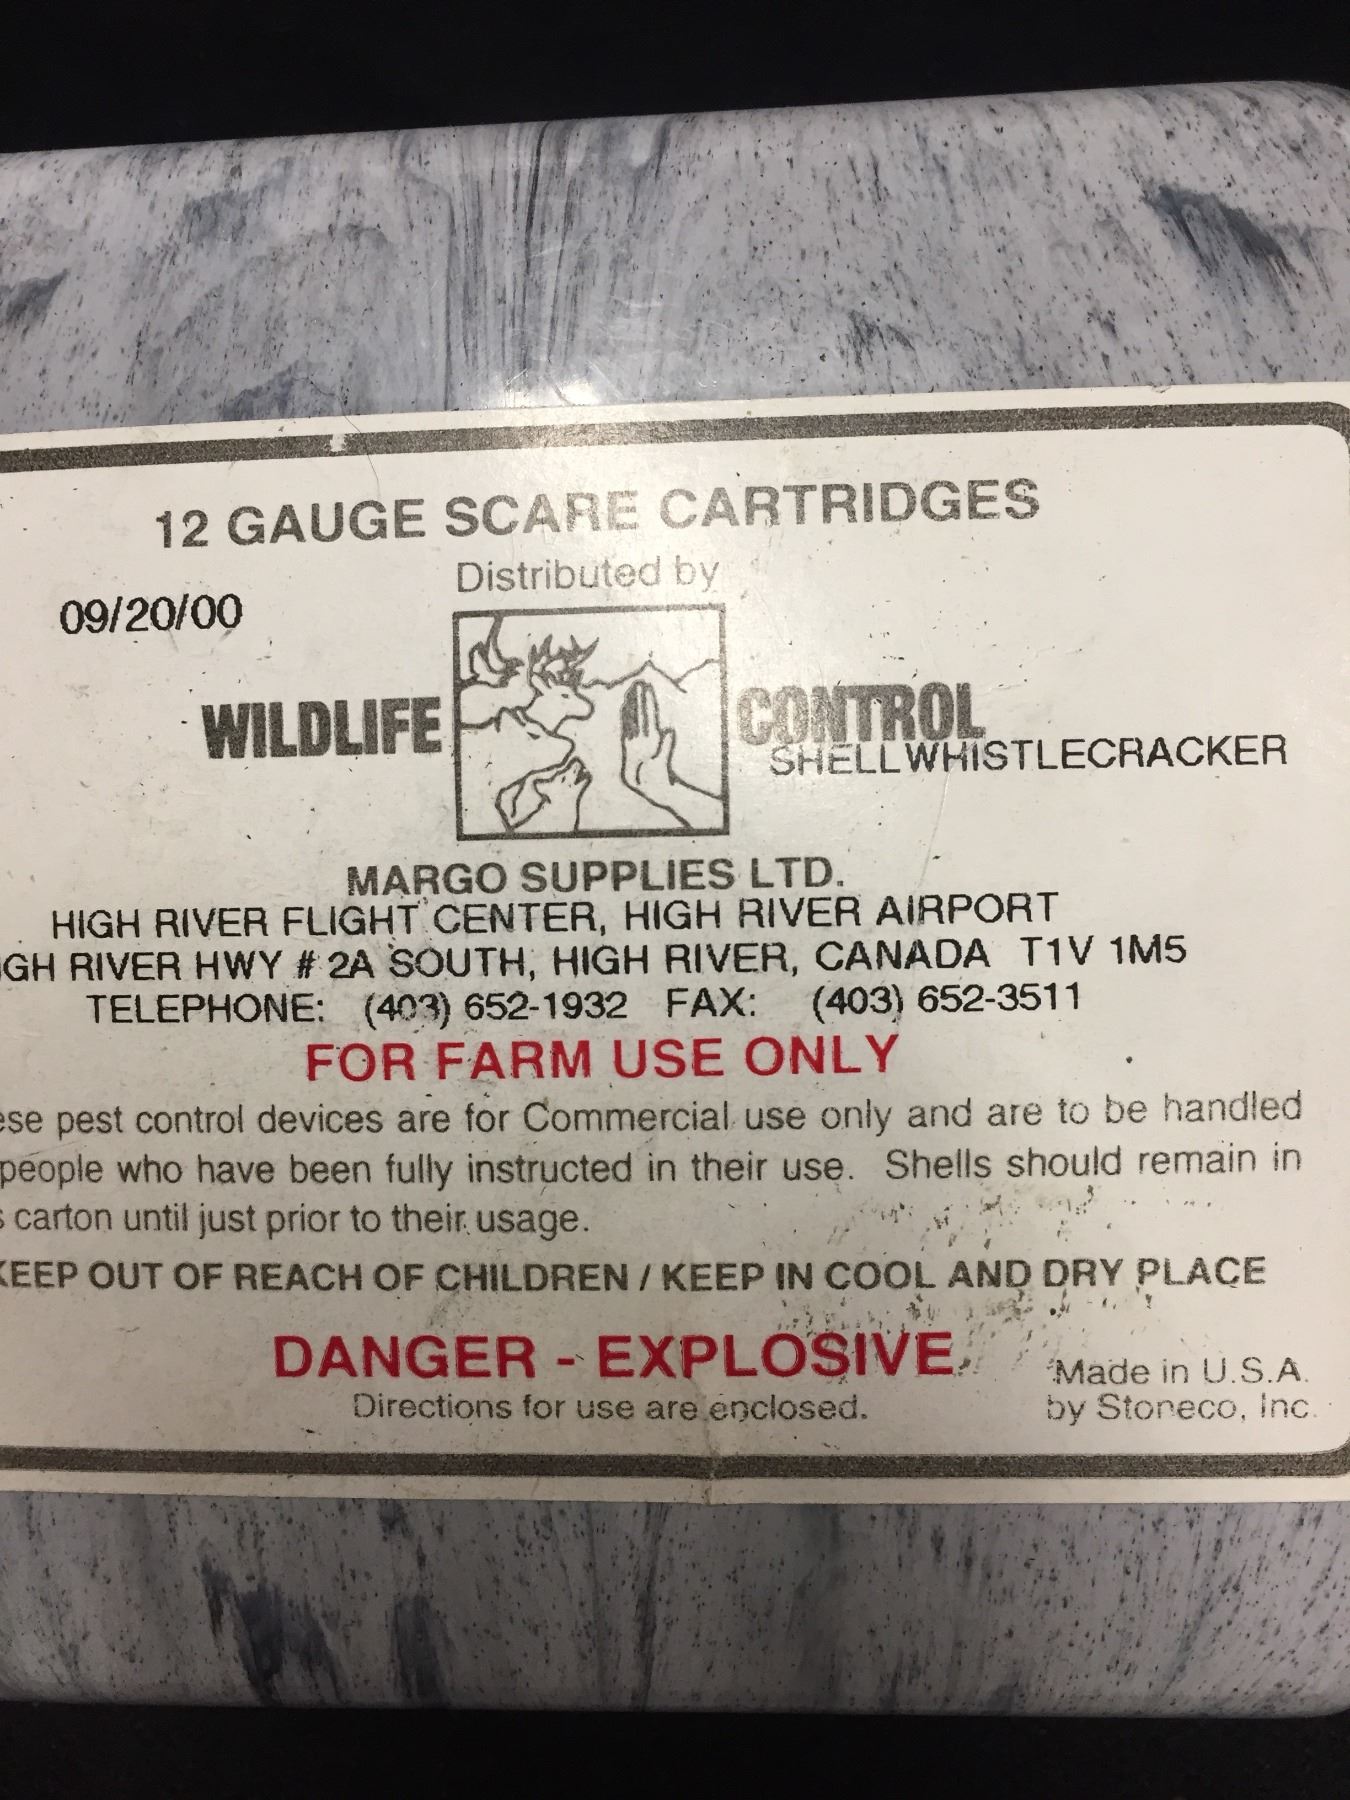 12 GAUGE SCARE CARTRIDGES
Distributed by
09/20/00
WILDLIFE CONTROL
SHELLWHISTLECRACKER
MARGO SUPPLIES LTD.
HIGH RIVER FLIGHT CENTER, HIGH RIVER AIRPORT
GH RIVER HWY # 2A SOUTH, HIGH RIVER, CANADA T1V 1M5
TELEPHONE: (403) 652-1932 FAX: (403) 652-3511
FOR FARM USE ONLY
ese pest control devices are for Commercial use only and are to be handled
people who have been fully instructed in their use. Shells should remain in
s carton until just prior to their usage.
KEEP OUT OF REACH OF CHILDREN / KEEP IN COOL AND DRY PLACE
DANGER - EXPLOSIVE
Directions for use are enclosed.
Made in U.S.A.
by Stoneco, Inc.